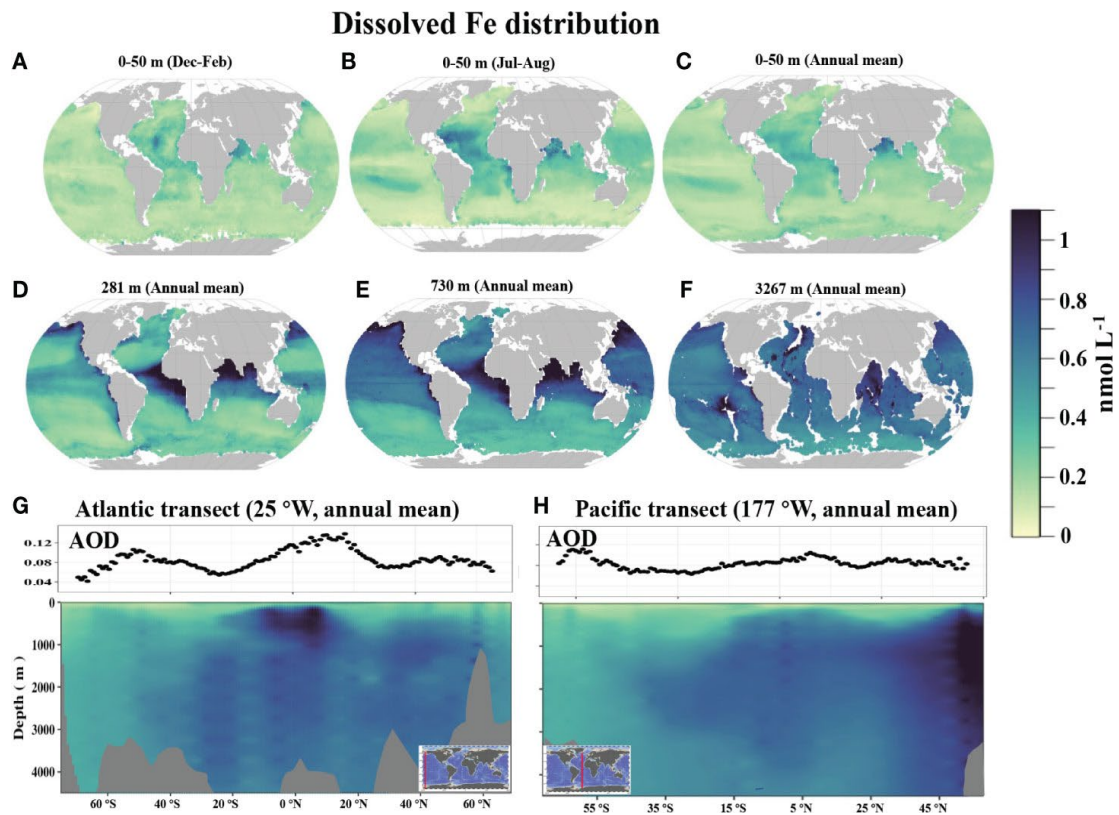 Dissolved Fe distribution
A
0-50 m (Dec-Feb)
B
0-50 m (Jul-Aug)
C
0-50 m (Annual mean)
D
281 m (Annual mean)
E
730 m (Annual mean)
F
3267 m (Annual mean)
1
0.8
0.6
0.4
0.2
0
nmol L⁻¹
G
Atlantic transect (25 °W, annual mean)
AOD
0.12
0.08
0.04
0
1000
2000
3000
4000
Depth ( m )
60 °S
40 °S
20 °S
0 °N
20 °N
40 °N
60 °N
H
Pacific transect (177 °W, annual mean)
AOD
55 °S
35 °S
15 °S
5 °N
25 °N
45 °N